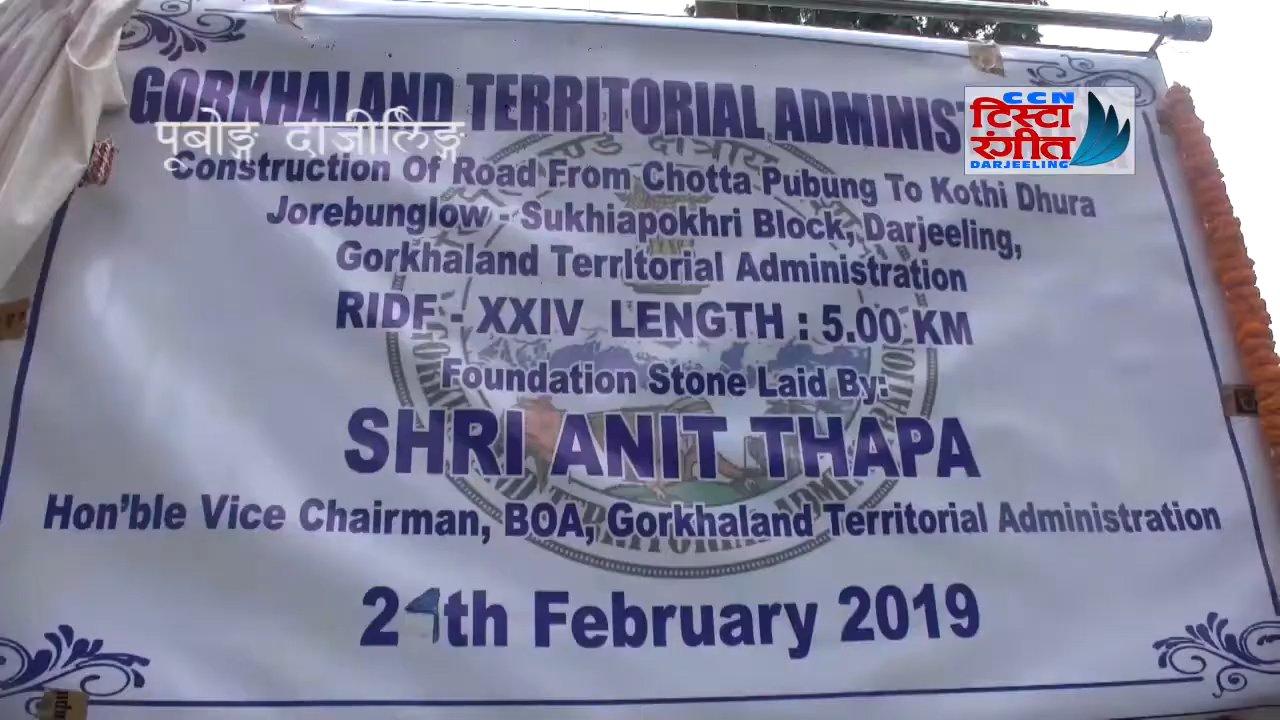 GORKHALAND TERRITORIAL ADMINIS
CCN
टिस्टा
रंगीत
DARJEELING
पूबोङ दार्जीलिङ
Construction Of Road From Chotta Pubung To Kothi Dhura
Jorebunglow - Sukhiapokhri Block, Darjeeling,
Gorkhaland TerrItorial Administration
RIDF - XXIV LENGTH : 5.00 KM
Foundation Stone Laid By:
SHRI ANIT THAPA
Hon'ble Vice Chairman, BOA, Gorkhaland Territorial Administration
February 2019